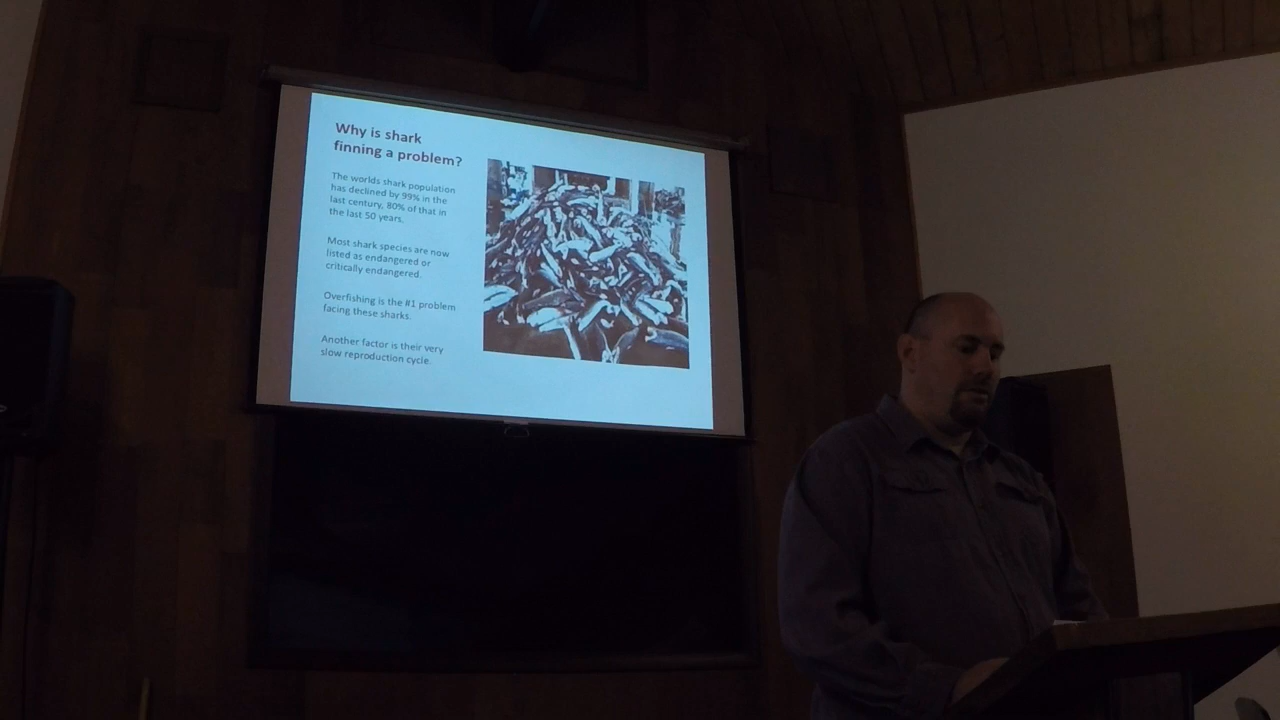 Why is shark
finning a problem?
The worlds shark population
has declined by 99% in the
last century, 80% of that in
the last 50 years.
Most shark species are now
listed as endangered or
critically endangered.
Overfishing is the #1 problem
facing these sharks.
Another factor is their very
slow reproduction cycle.